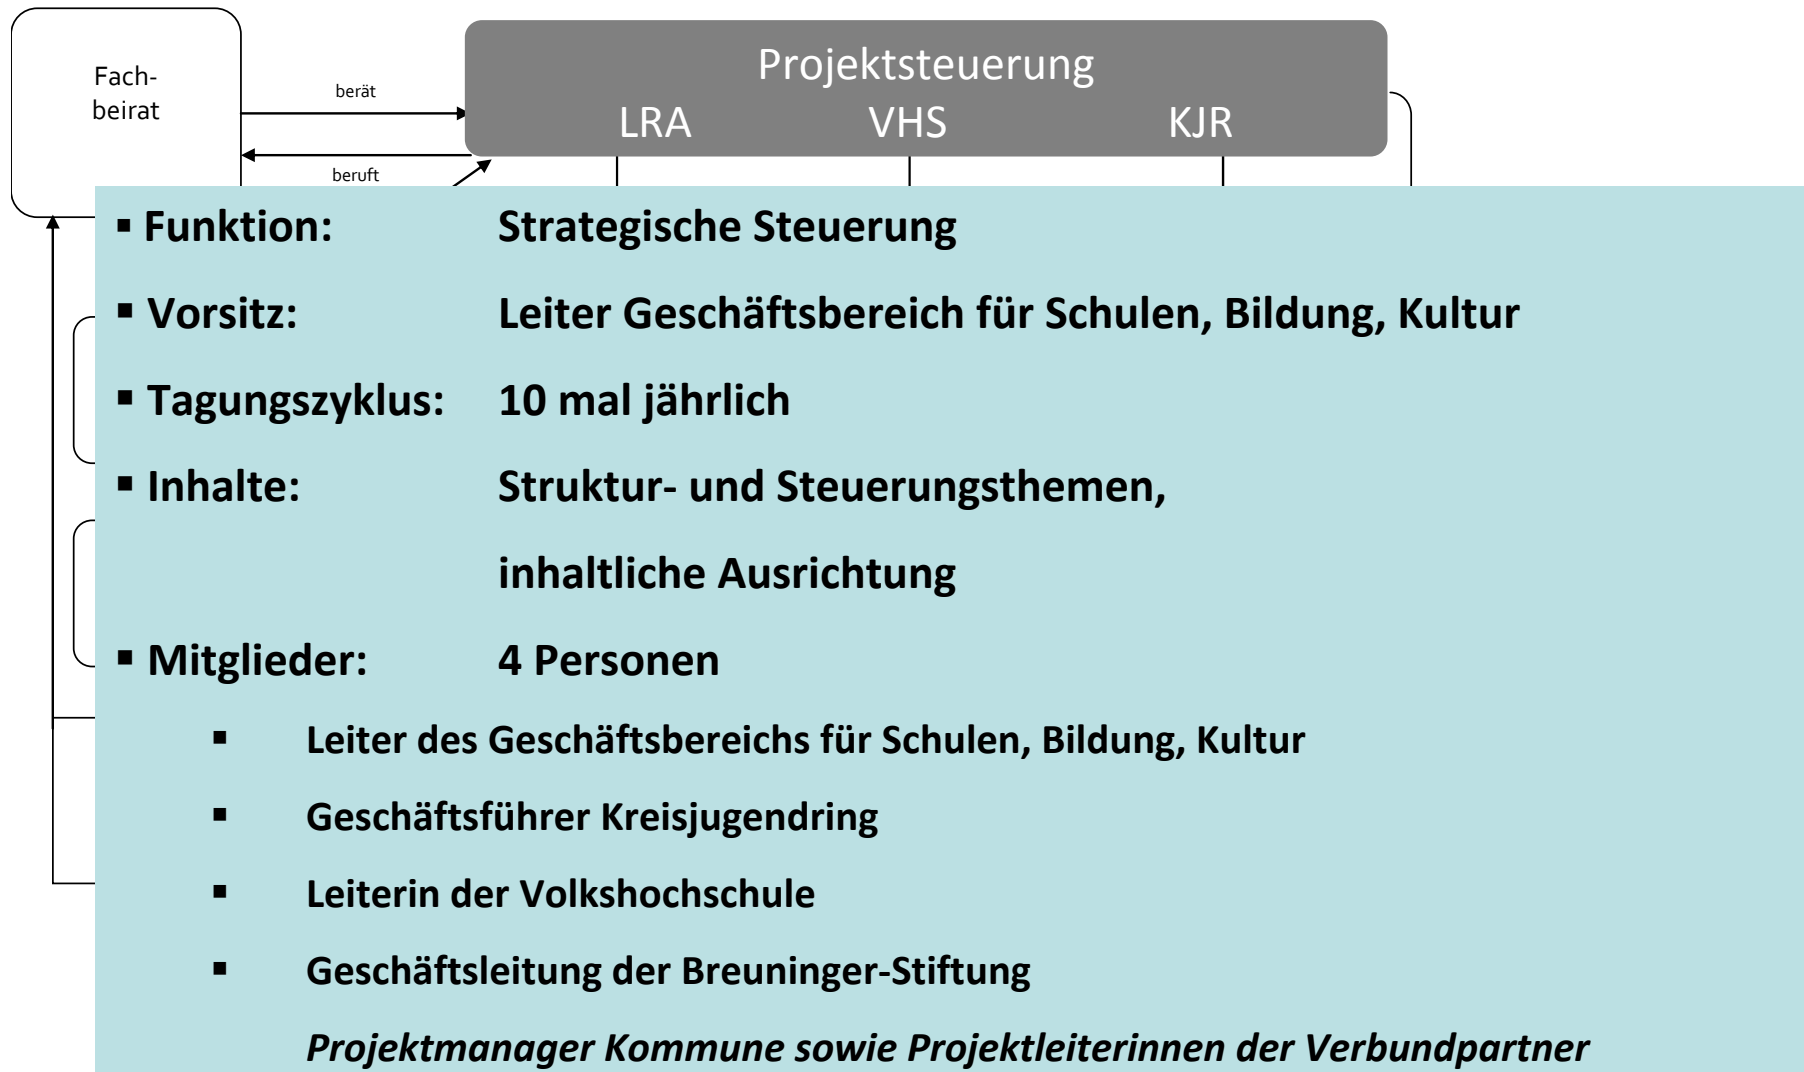 Fach-
beirat
berät
beruft
Projektsteuerung
LRA VHS KJR
▪ Funktion: Strategische Steuerung
▪ Vorsitz: Leiter Geschäftsbereich für Schulen, Bildung, Kultur
▪ Tagungszyklus: 10 mal jährlich
▪ Inhalte: Struktur- und Steuerungsthemen,
inhaltliche Ausrichtung
▪ Mitglieder: 4 Personen
▪ Leiter des Geschäftsbereichs für Schulen, Bildung, Kultur
▪ Geschäftsführer Kreisjugendring
▪ Leiterin der Volkshochschule
▪ Geschäftsleitung der Breuninger-Stiftung
Projektmanager Kommune sowie Projektleiterinnen der Verbundpartner